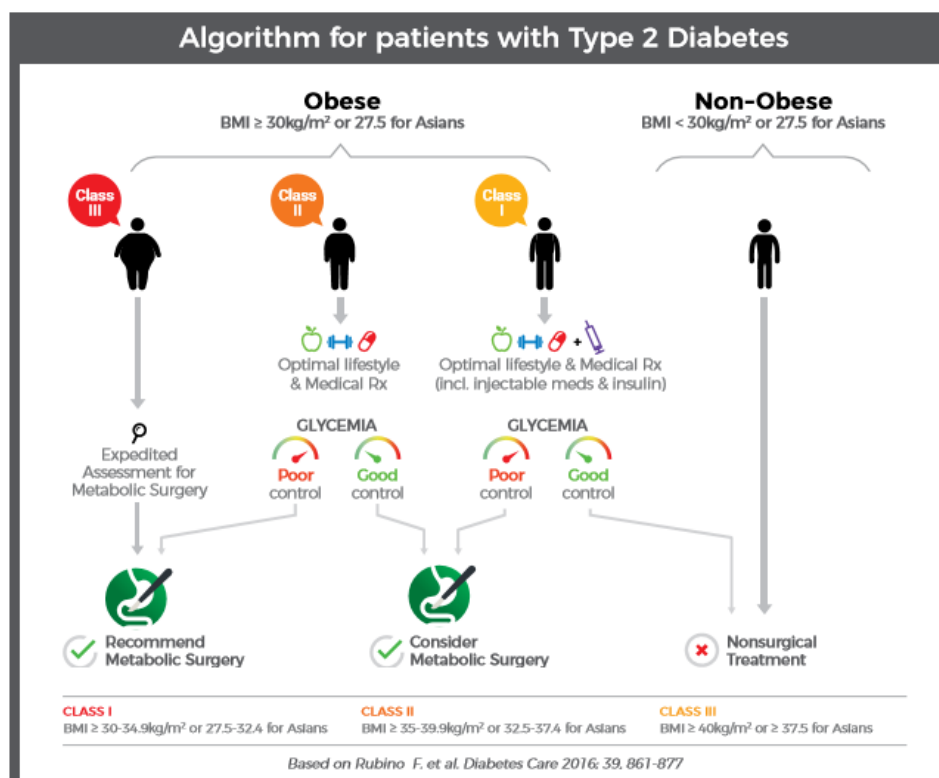 Algorithm for patients with Type 2 Diabetes
Obese
BMI ≥ 30kg/m² or 27.5 for Asians
Non-Obese
BMI < 30kg/m² or 27.5 for Asians
Class
III
Class
II
Class
I
Optimal lifestyle
& Medical Rx
+
Optimal lifestyle & Medical Rx
(incl. injectable meds & insulin)
Expedited
Assessment for
Metabolic Surgery
GLYCEMIA
Poor
control
Good
control
GLYCEMIA
Poor
control
Good
control
Recommend
Metabolic Surgery
Consider
Metabolic Surgery
Nonsurgical
Treatment
CLASS I
BMI ≥ 30-34.9kg/m² or 27.5-32.4 for Asians
CLASS II
BMI ≥ 35-39.9kg/m² or 32.5-37.4 for Asians
CLASS III
BMI ≥ 40kg/m² or ≥ 37.5 for Asians
Based on Rubino F. et al. Diabetes Care 2016; 39, 861-877